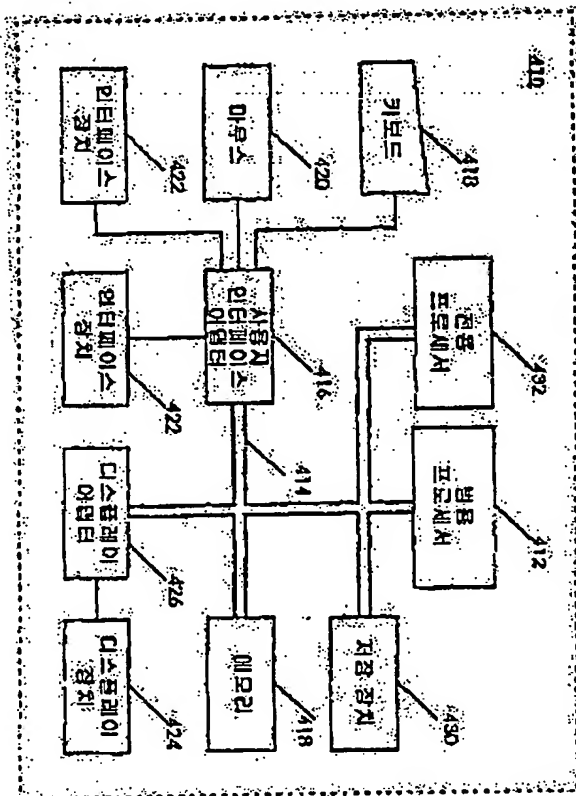 410
432
412
전용
프로세서
범용
프로세서
키보드
418
저장 장치
430
마우스
420
사용자
인터페이스
어댑터
416
414
메모리
418
인터페이스
장치
422
인터페이스
장치
422
디스플레이
어댑터
426
디스플레이
장치
424